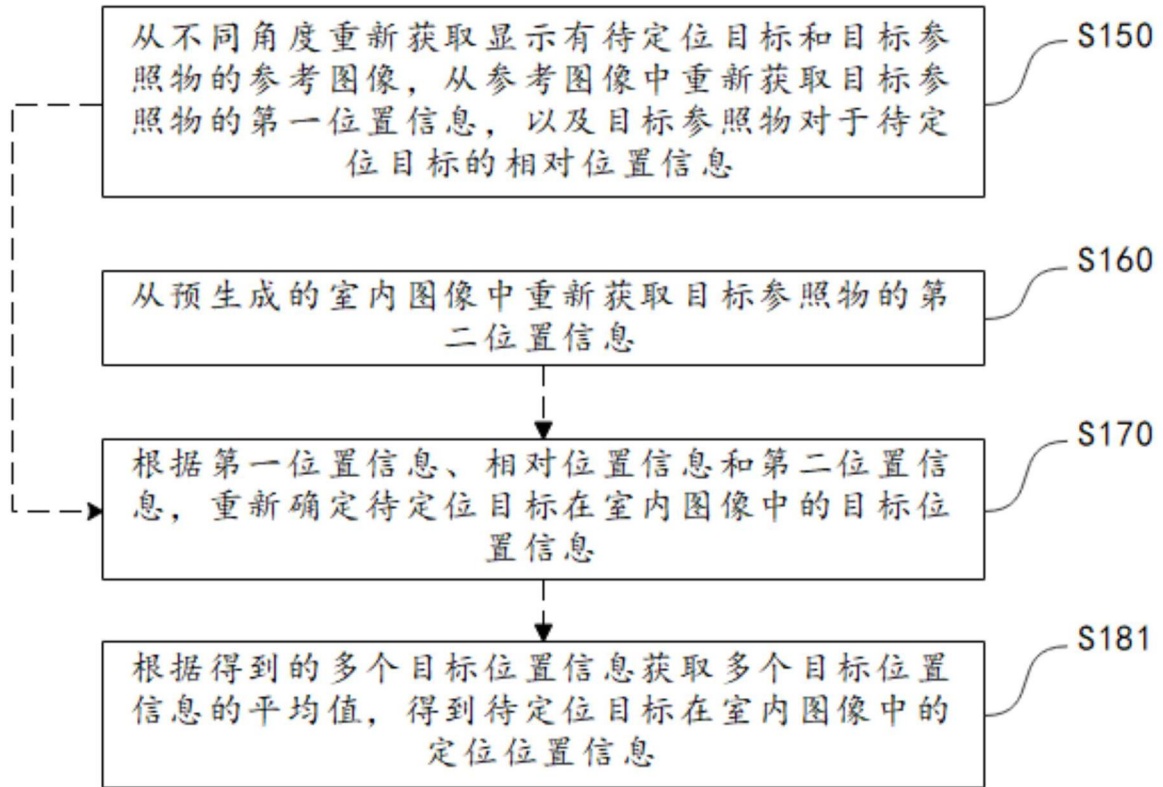 从不同角度重新获取显示有待定位目标和目标参
照物的参考图像，从参考图像中重新获取目标参
照物的第一位置信息，以及目标参照物对于待定
位目标的相对位置信息
S150
从预生成的室内图像中重新获取目标参照物的第
二位置信息
S160
根据第一位置信息、相对位置信息和第二位置信
息，重新确定待定位目标在室内图像中的目标位
置信息
S170
根据得到的多个目标位置信息获取多个目标位置
信息的平均值，得到待定位目标在室内图像中的
定位位置信息
S181